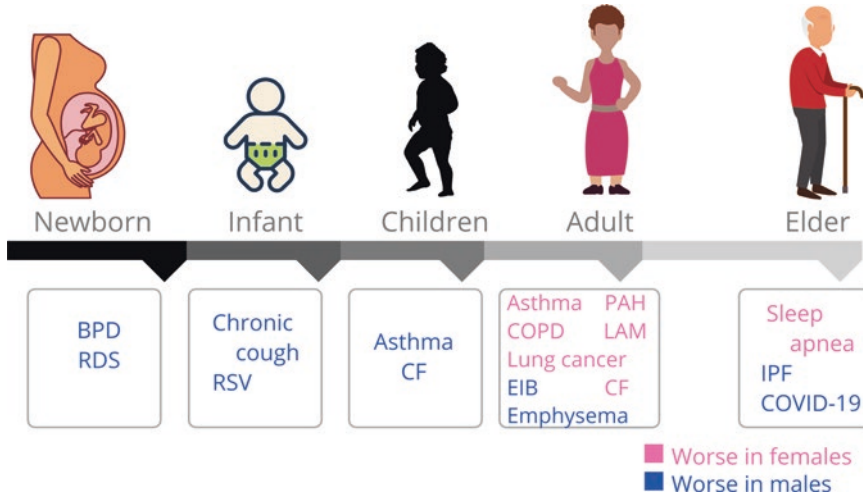 Newborn
Infant
Children
Adult
Elder
BPD
RDS
Chronic
cough
RSV
Asthma
CF
Asthma PAH
COPD LAM
Lung cancer
EIB CF
Emphysema
Sleep
apnea
IPF
COVID-19
Worse in females
Worse in males